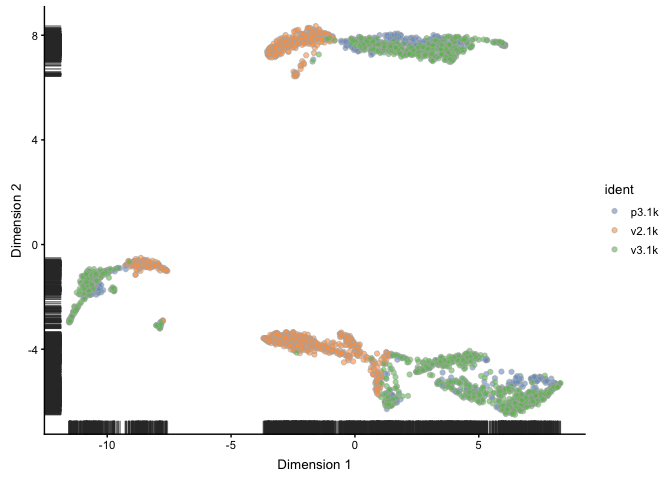 8
4
0
-4
-10
-5
0
5
Dimension 1
Dimension 2
ident
p3.1k
v2.1k
v3.1k